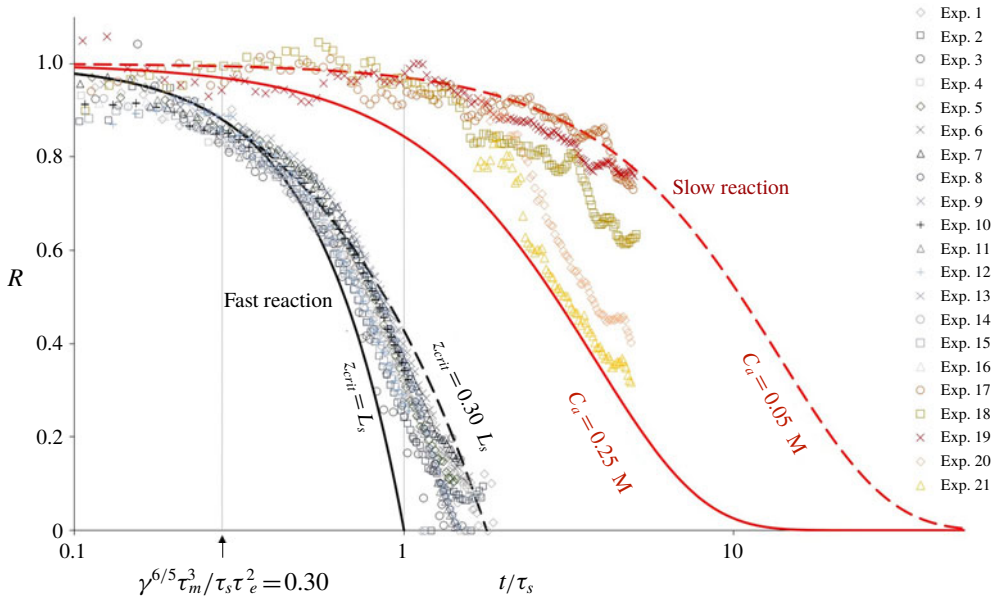 1.0
0.8
0.6
0.4
0.2
0
R
0.1
1
10
t/τ_s
γ^{6/5}τ_m^3/τ_sτ_e^2 = 0.30
Fast reaction
Slow reaction
z_{crit} = L_s
z_{crit} = 0.30 L_s
C_a = 0.25 M
C_a = 0.05 M
Exp. 1
Exp. 2
Exp. 3
Exp. 4
Exp. 5
Exp. 6
Exp. 7
Exp. 8
Exp. 9
Exp. 10
Exp. 11
Exp. 12
Exp. 13
Exp. 14
Exp. 15
Exp. 16
Exp. 17
Exp. 18
Exp. 19
Exp. 20
Exp. 21